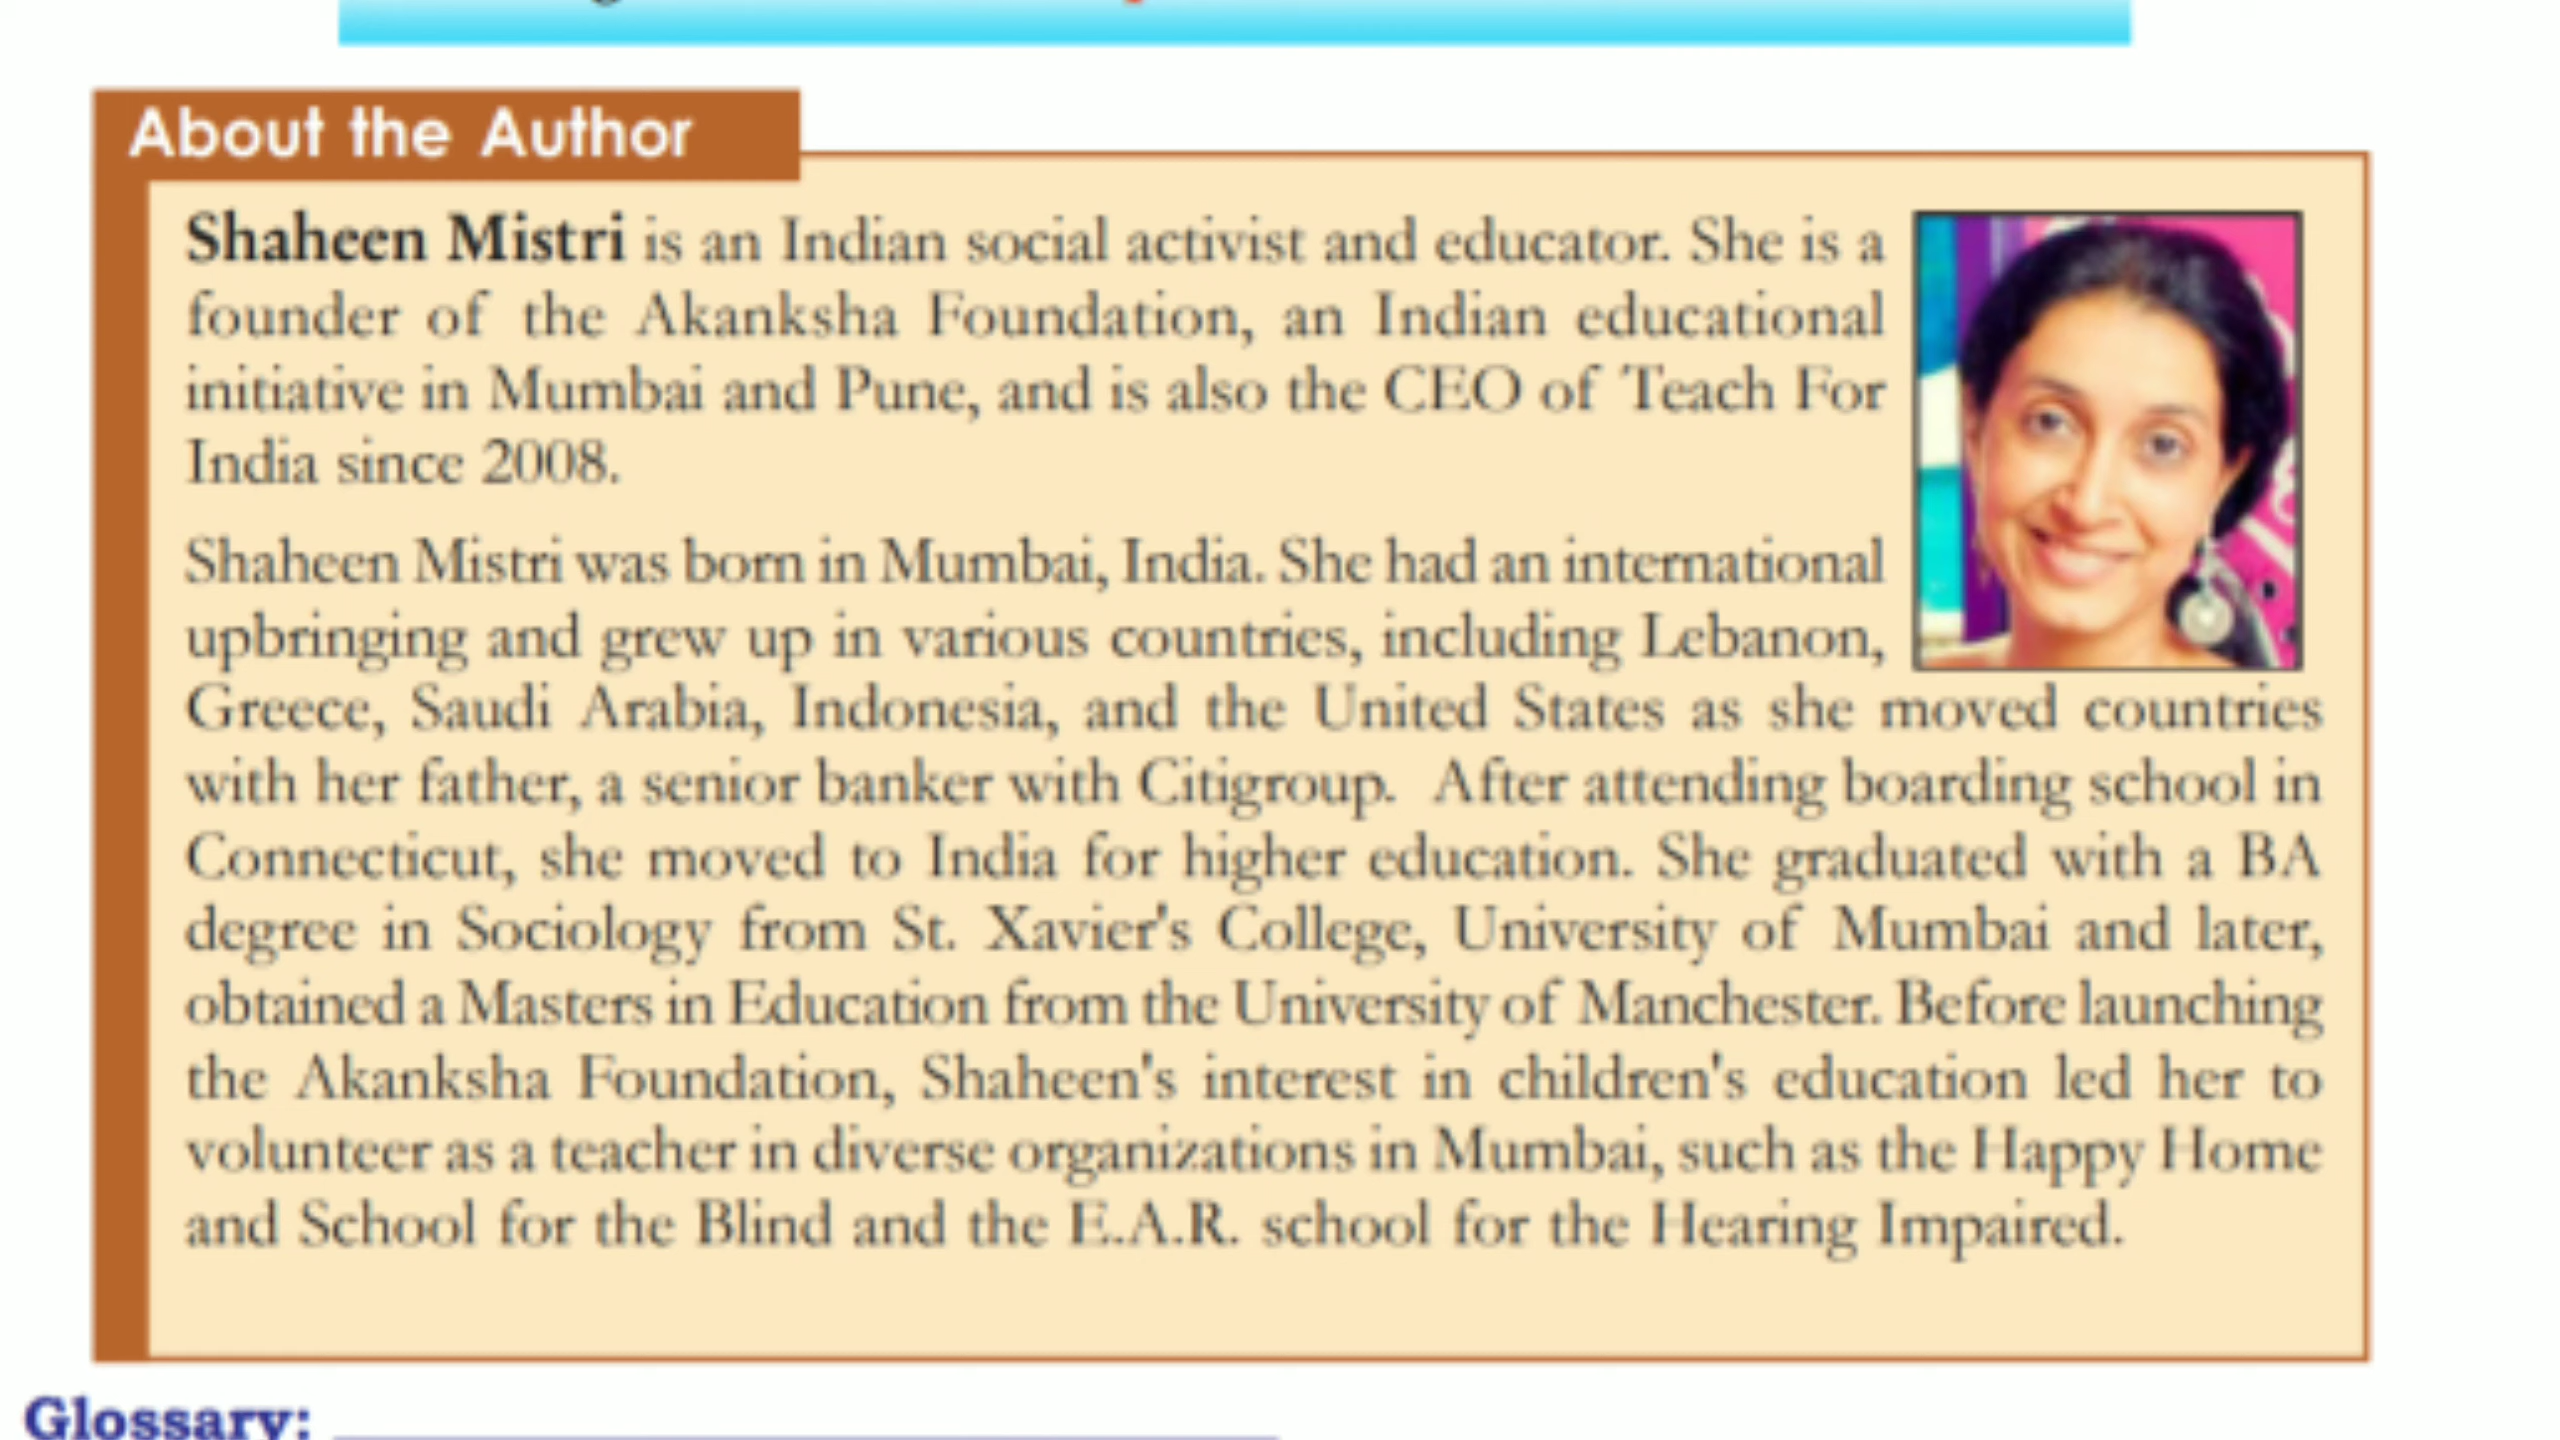 About the Author
Shaheen Mistri is an Indian social activist and educator. She is a
founder of the Akanksha Foundation, an Indian educational
initiative in Mumbai and Pune, and is also the CEO of Teach For
India since 2008.
Shaheen Mistri was born in Mumbai, India. She had an international
upbringing and grew up in various countries, including Lebanon,
Greece, Saudi Arabia, Indonesia, and the United States as she moved countries
with her father, a senior banker with Citigroup. After attending boarding school in
Connecticut, she moved to India for higher education. She graduated with a BA
degree in Sociology from St. Xavier's College, University of Mumbai and later,
obtained a Masters in Education from the University of Manchester. Before launching
the Akanksha Foundation, Shaheen's interest in children's education led her to
volunteer as a teacher in diverse organizations in Mumbai, such as the Happy Home
and School for the Blind and the E.A.R. school for the Hearing Impaired.
Glossary: